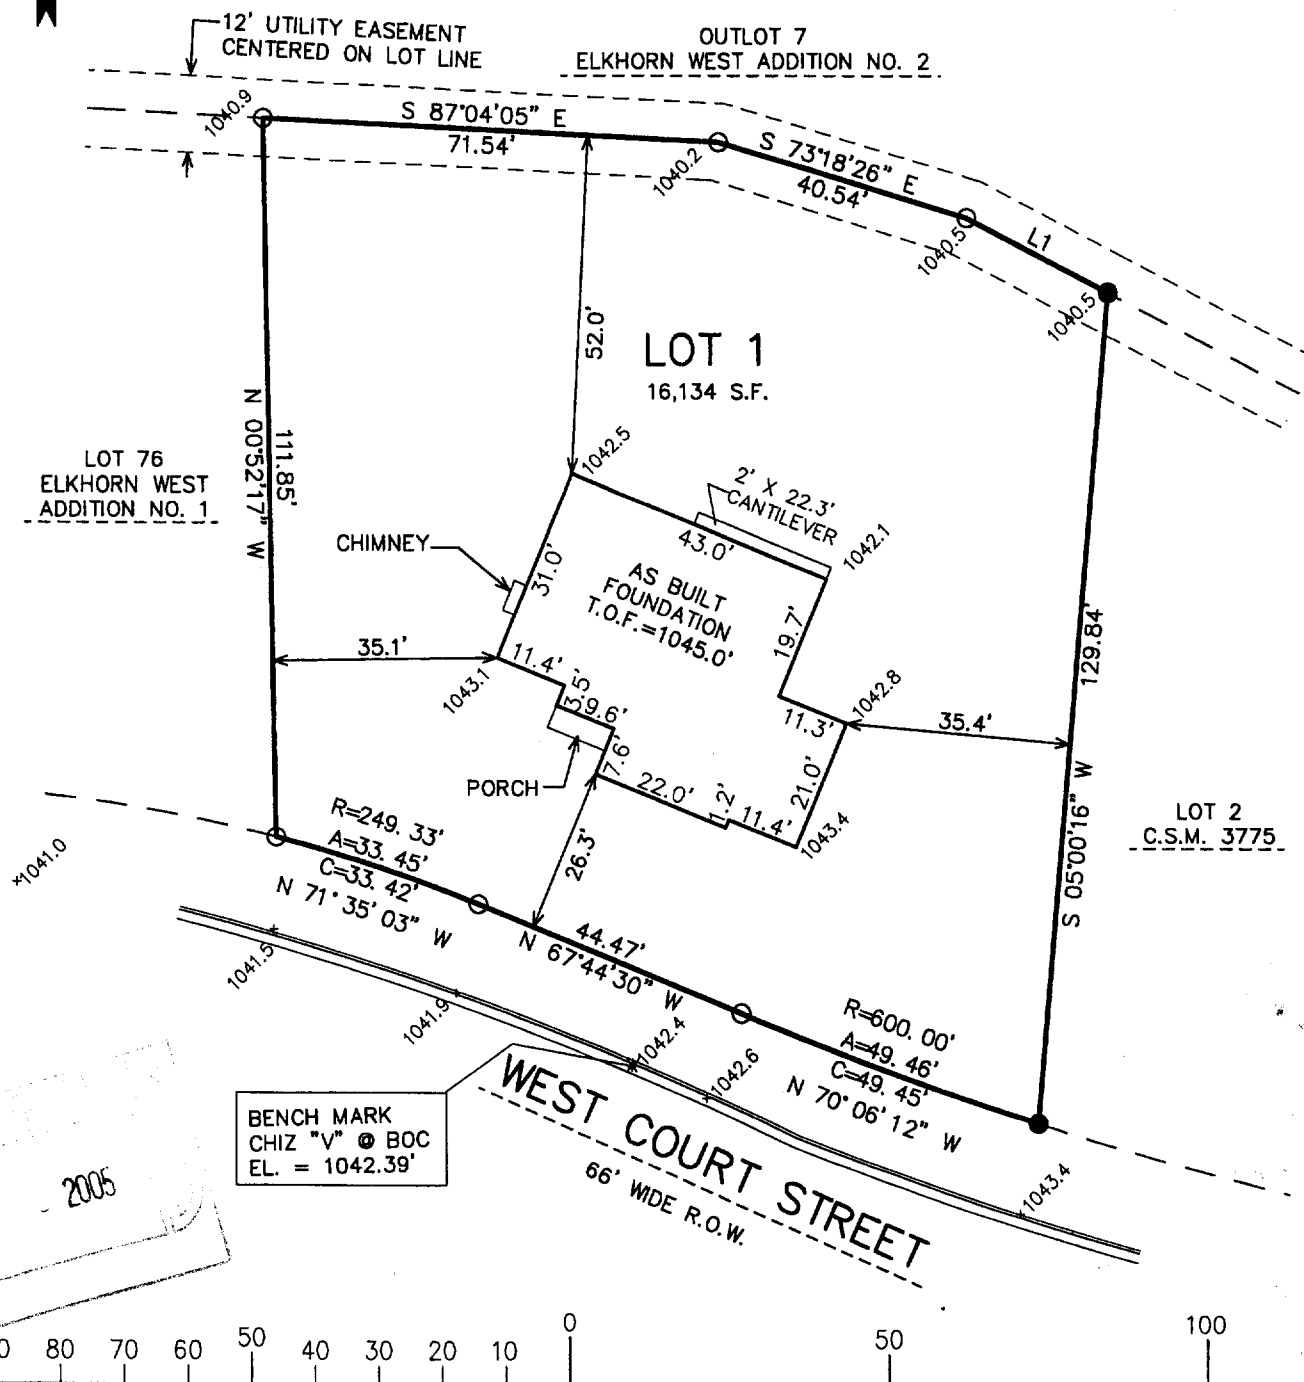 12' UTILITY EASEMENT
CENTERED ON LOT LINE
OUTLOT 7
ELKHORN WEST ADDITION NO. 2
1040.9
S 87°04'05" E
71.54'
1040.2
S 73°18'26" E
40.54'
1040.5
L1
1040.5
52.0'
LOT 1
16,134 S.F.
N 00°52'17" W
111.85'
LOT 76
ELKHORN WEST
ADDITION NO. 1
1042.5
2' X 22.3'
CANTILEVER
43.0'
1042.1
CHIMNEY
31.0'
AS BUILT
FOUNDATION
T.O.F.=1045.0'
19.7'
129.84'
S 05°00'16" W
35.1'
1043.1
11.4'
3.5'
9.6'
7.6'
11.3'
1042.8
35.4'
PORCH
22.0'
1.2'
11.4'
21.0'
1043.4
26.3'
LOT 2
C.S.M. 3775
R=249. 33'
A=33. 45'
C=33. 42'
N 71° 35' 03" W
×1041.0
44.47'
N 67°44'30" W
1041.5
1041.9
1042.4
1042.6
R=600. 00'
A=49. 46'
C=49. 45'
N 70° 06' 12" W
BENCH MARK
CHIZ "V" @ BOC
EL. = 1042.39'
WEST COURT STREET
66' WIDE R.O.W.
1043.4
2005
0 80 70 60 50 40 30 20 10 0 50 100